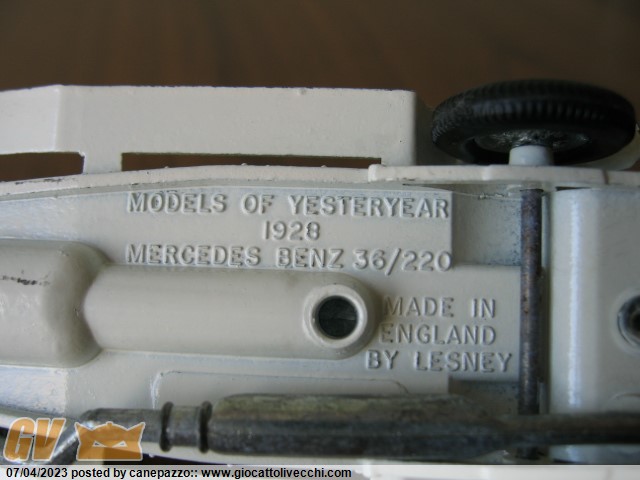 MODELS OF YESTERYEAR
1928
MERCEDES BENZ 36/220
MADE IN
ENGLAND
BY LESNEY
GV
07/04/2023 posted by canepazzo:: www.giocattolivecchi.com